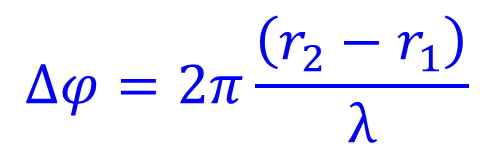 Δφ = 2π (r₂ − r₁) / λ